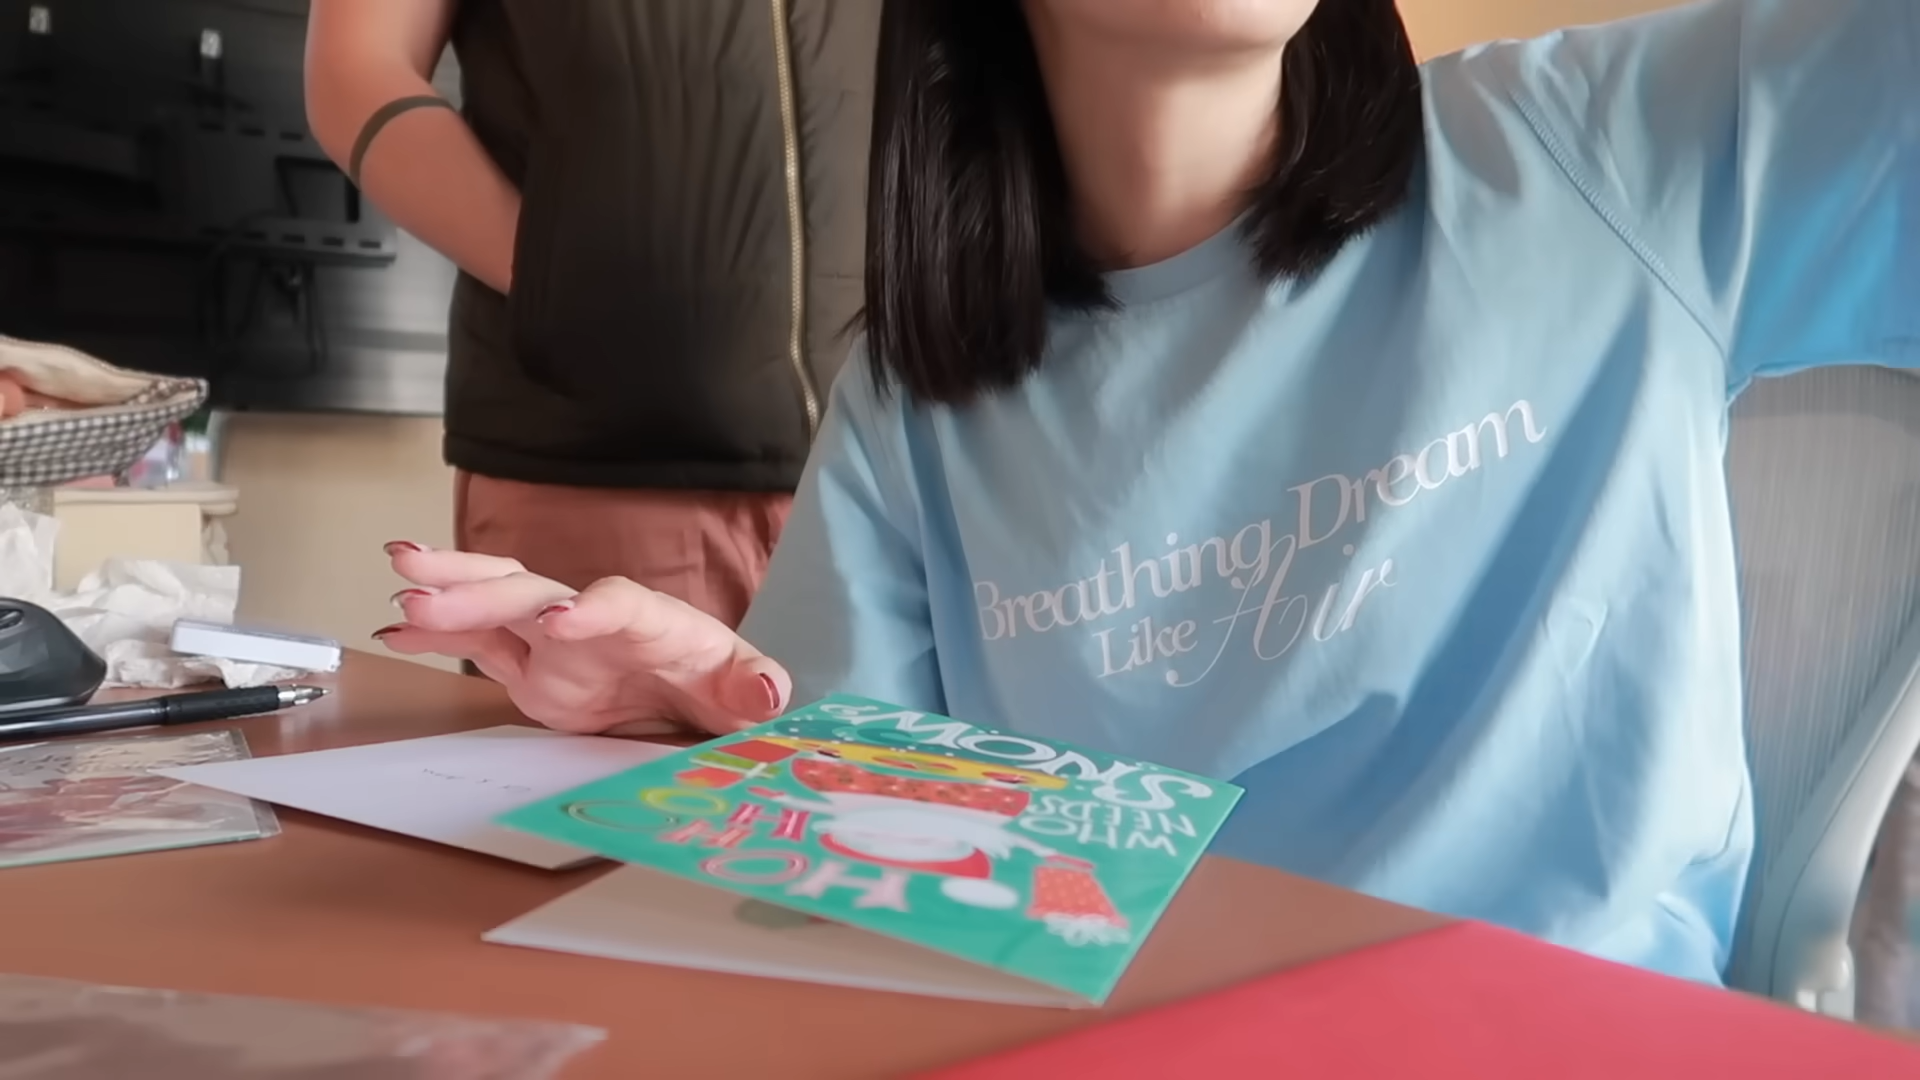 Breathing Dream
Like Air
WHO
NEEDS
SNOW?
HO HO HO